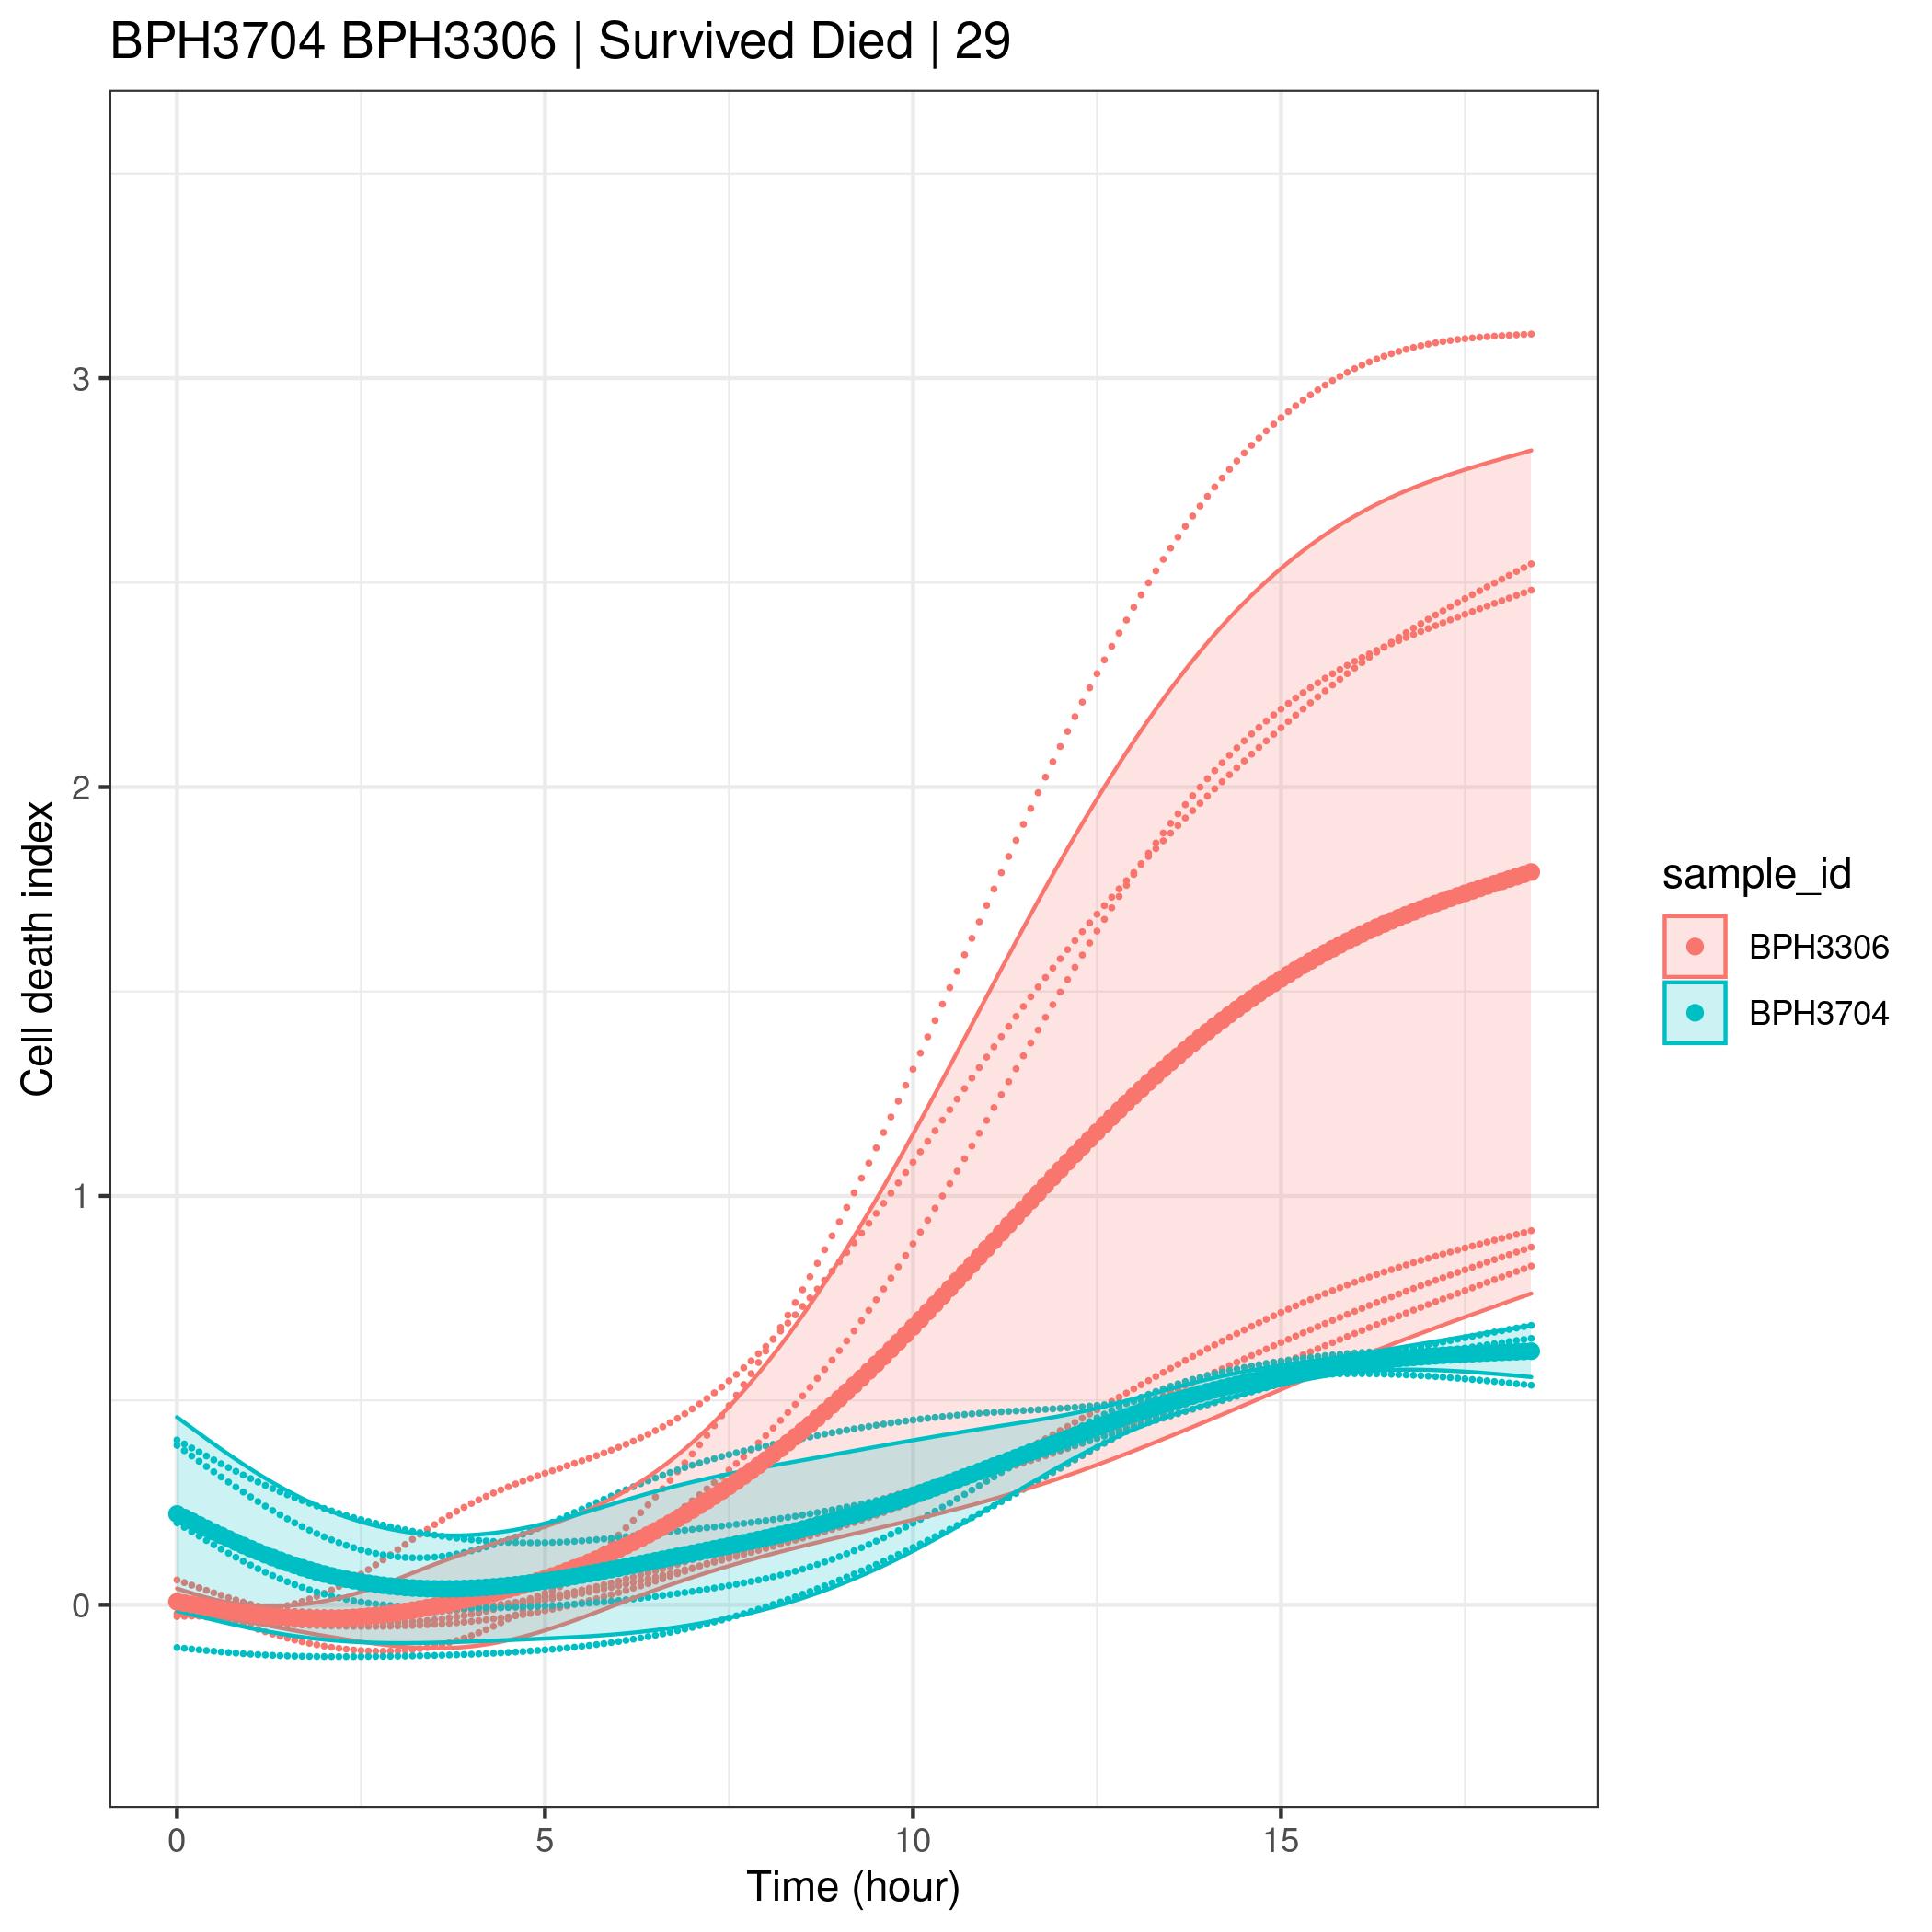 BPH3704 BPH3306 | Survived Died | 29
Cell death index
3
2
1
0
0 5 10 15
Time (hour)
sample_id
BPH3306
BPH3704